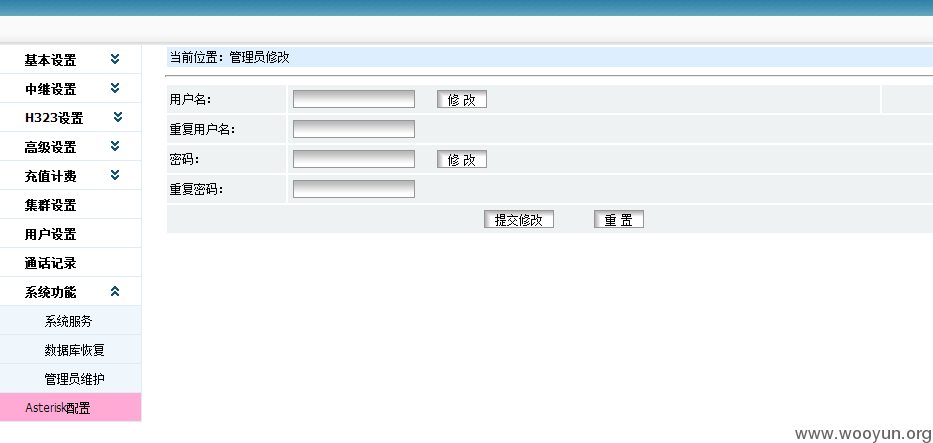 基本设置
中继设置
H323设置
高级设置
充值计费
集群设置
用户设置
通话记录
系统功能
系统服务
数据库恢复
管理员维护
Asterisk配置
当前位置：管理员修改
用户名：
修 改
重复用户名：
密码：
修 改
重复密码：
提交修改
重 置
www.wooyun.org